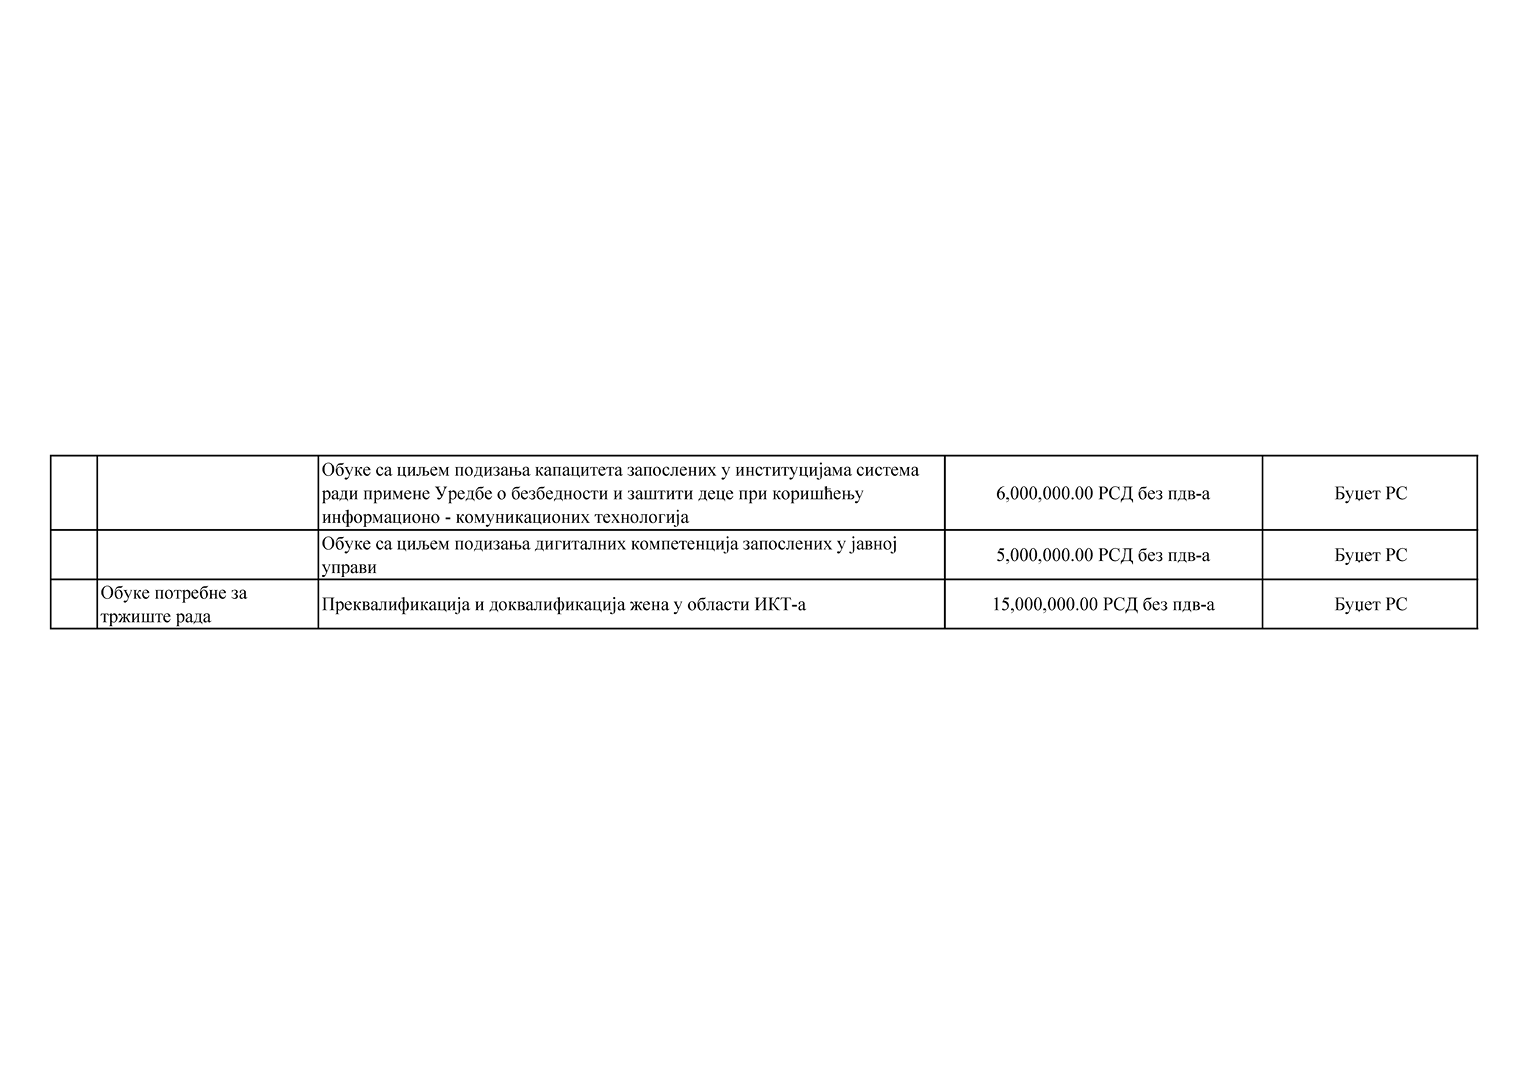 Обуке са циљем подизања капацитета запослених у институцијама система
ради примене Уредбе о безбедности и заштити деце при коришћењу
информационо - комуникационих технологија
6,000,000.00 РСД без пдв-а
Буџет РС
Обуке са циљем подизања дигиталних компетенција запослених у јавној
управи
5,000,000.00 РСД без пдв-а
Буџет РС
Обуке потребне за
тржиште рада
Преквалификација и доквалификација жена у области ИКТ-а
15,000,000.00 РСД без пдв-а
Буџет РС